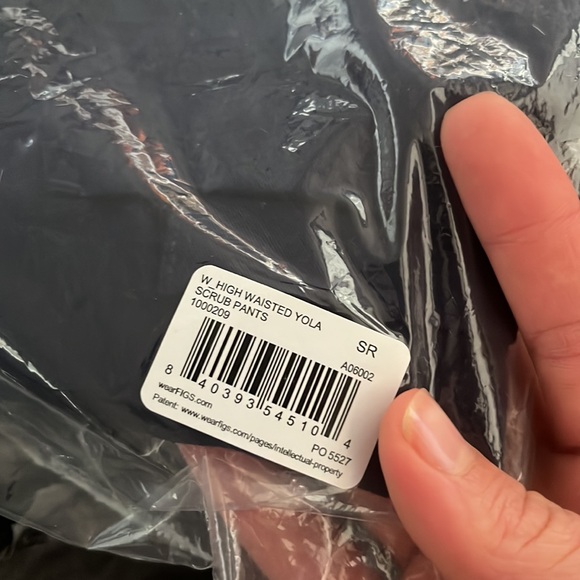 W_HIGH WAISTED YOLA
SCRUB PANTS
1000209
SR
A06002
8 40393 54510 4
wearFIGS.com
PO 5527
Patent: www.wearfigs.com/pages/intellectual-property